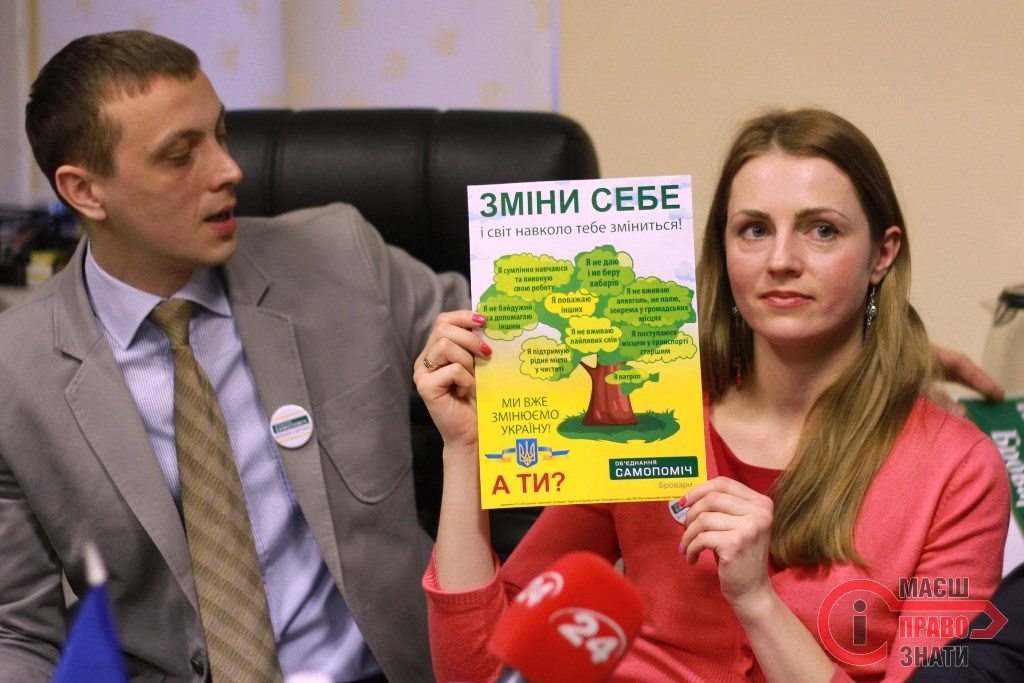 ЗМІНИ СЕБЕ
і світ навколо тебе зміниться!
Я сумлінно навчаюся
та виконую
свою роботу
Я не даю
і не беру
хабарів
Я не байдужий
та допомагаю
іншим
Я поважаю
інших
Я не вживаю
алкоголь, не палю,
зокрема у громадських
місцях
Я не вживаю
лайливих слів
Я поступаюся
місцем у транспорті
старшим
Я підтримую
рідне місто
у чистоті
Я патріот
МИ ВЖЕ
ЗМІНЮЄМО
УКРАЇНУ!
А ТИ?
ОБ'ЄДНАННЯ
САМОПОМІЧ
Бровари
САМОПОМІЧ
24
24
МАЄШ
ПРАВО
ЗНАТИ